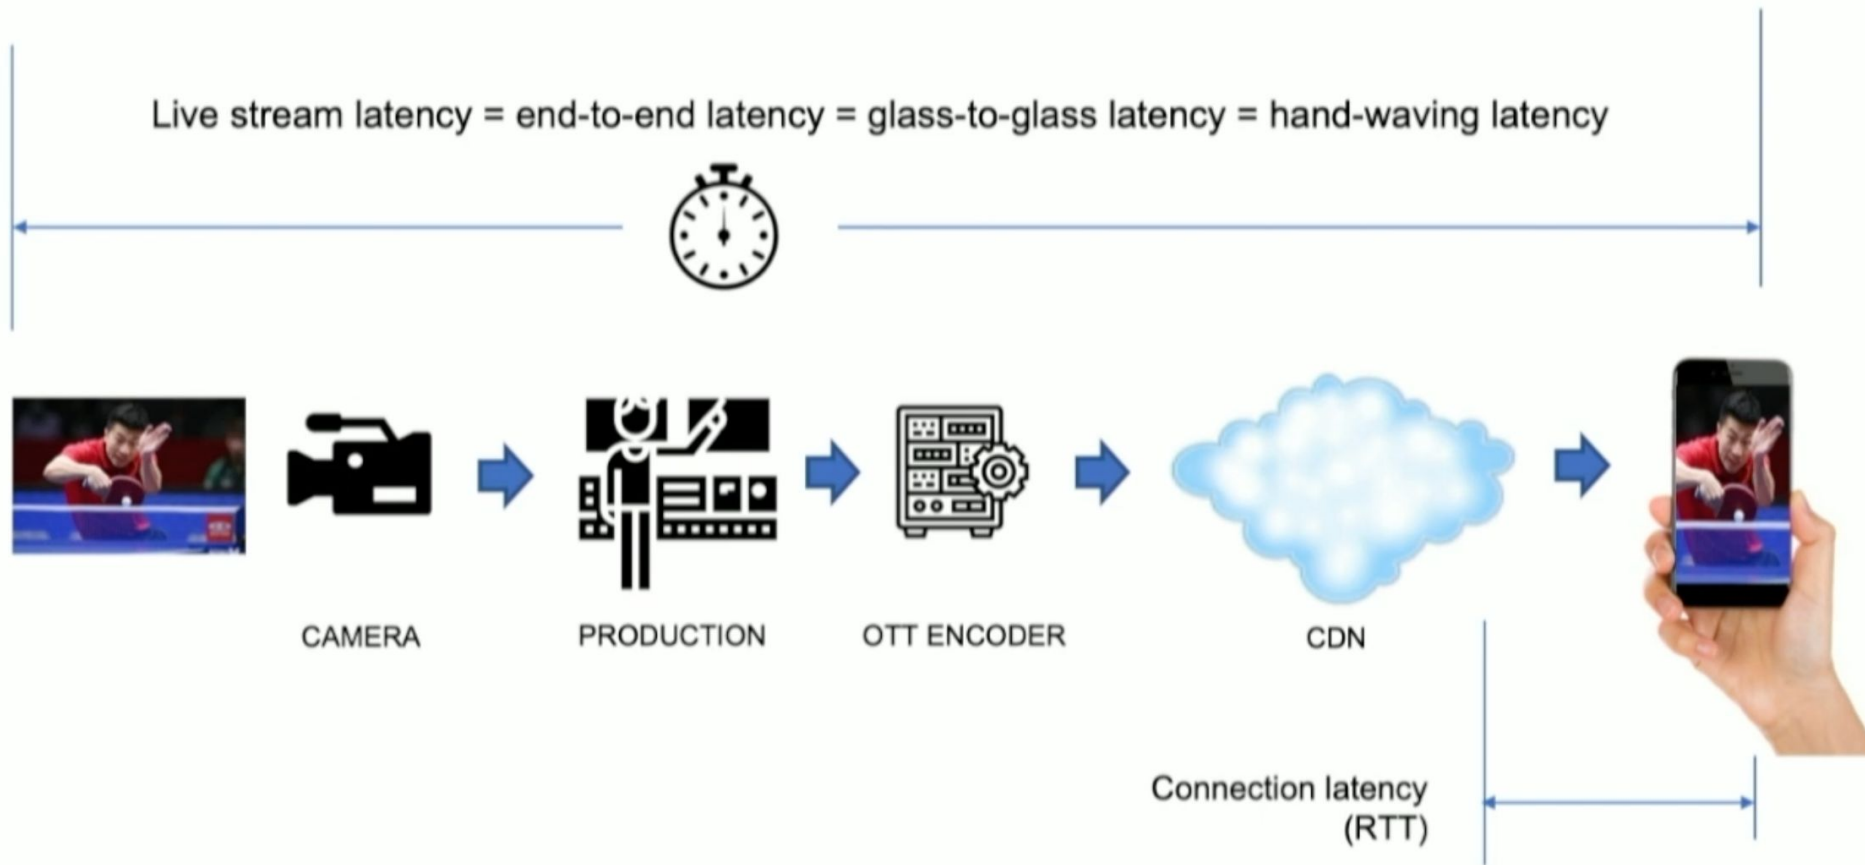 Live stream latency = end-to-end latency = glass-to-glass latency = hand-waving latency
CAMERA
PRODUCTION
OTT ENCODER
CDN
Connection latency
(RTT)